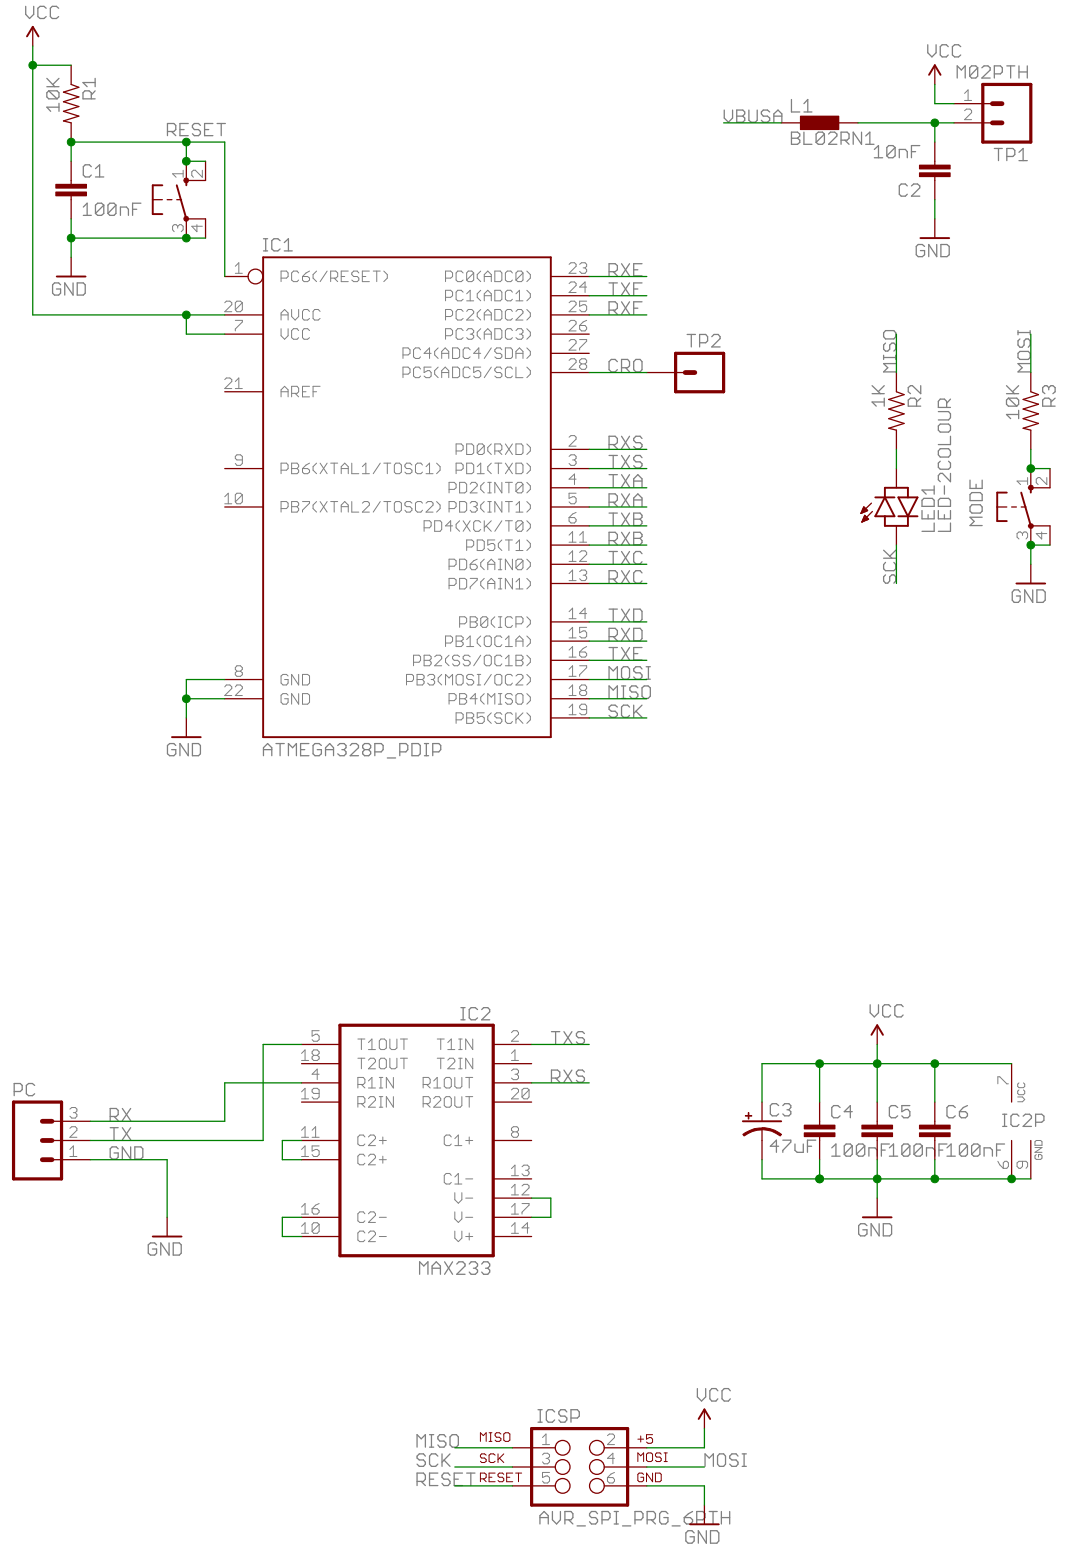 VCC
10K
R1
RESET
C1
100nF
1
2
3
4
GND
VCC
M02PTH
1
2
TP1
VBUSA
L1
BL02RN1
10nF
C2
GND
IC1
1 PC6(/RESET)
20 AVCC
7 VCC
21 AREF
9 PB6(XTAL1/TOSC1)
10 PB7(XTAL2/TOSC2)
8 GND
22 GND
GND
PC0(ADC0) 23 RXE
PC1(ADC1) 24 TXF
PC2(ADC2) 25 RXF
PC3(ADC3) 26
PC4(ADC4/SDA) 27
PC5(ADC5/SCL) 28 CRO
TP2
PD0(RXD) 2 RXS
PD1(TXD) 3 TXS
PD2(INT0) 4 TXA
PD3(INT1) 5 RXA
PD4(XCK/T0) 6 TXB
PD5(T1) 11 RXB
PD6(AIN0) 12 TXC
PD7(AIN1) 13 RXC
PB0(ICP) 14 TXD
PB1(OC1A) 15 RXD
PB2(SS/OC1B) 16 TXE
PB3(MOSI/OC2) 17 MOSI
PB4(MISO) 18 MISO
PB5(SCK) 19 SCK
ATMEGA328P_PDIP
MISO
1K
R2
LED1
LED-2COLOUR
SCK
MOSI
10K
R3
MODE
1
2
3
4
GND
PC
3 RX
2 TX
1 GND
GND
IC2
5 T1OUT T1IN 2 TXS
18 T2OUT T2IN 1
4 R1IN R1OUT 3 RXS
19 R2IN R2OUT 20
11 C2+ C1+ 8
15 C2+
C1- 13
V- 12
16 C2- V- 17
10 C2- V+ 14
MAX233
VCC
C3
47uF
C4
100nF
C5
100nF
C6
100nF
7
VCC
IC2P
6
9
GND
GND
VCC
ICSP
MISO MISO 1 2 +5
SCK SCK 3 4 MOSI MOSI
RESET RESET 5 6 GND
AVR_SPI_PRG_6PTH
GND